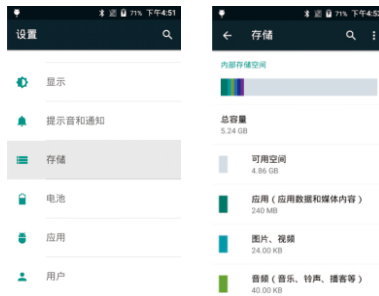 71% 下午4:51
设置
显示
提示音和通知
存储
电池
应用
用户
71% 下午4:52
存储
内部存储空间
总容量
5.24 GB
可用空间
4.86 GB
应用（应用数据和媒体内容）
240 MB
图片、视频
24.00 KB
音频（音乐、铃声、播客等）
40.00 KB